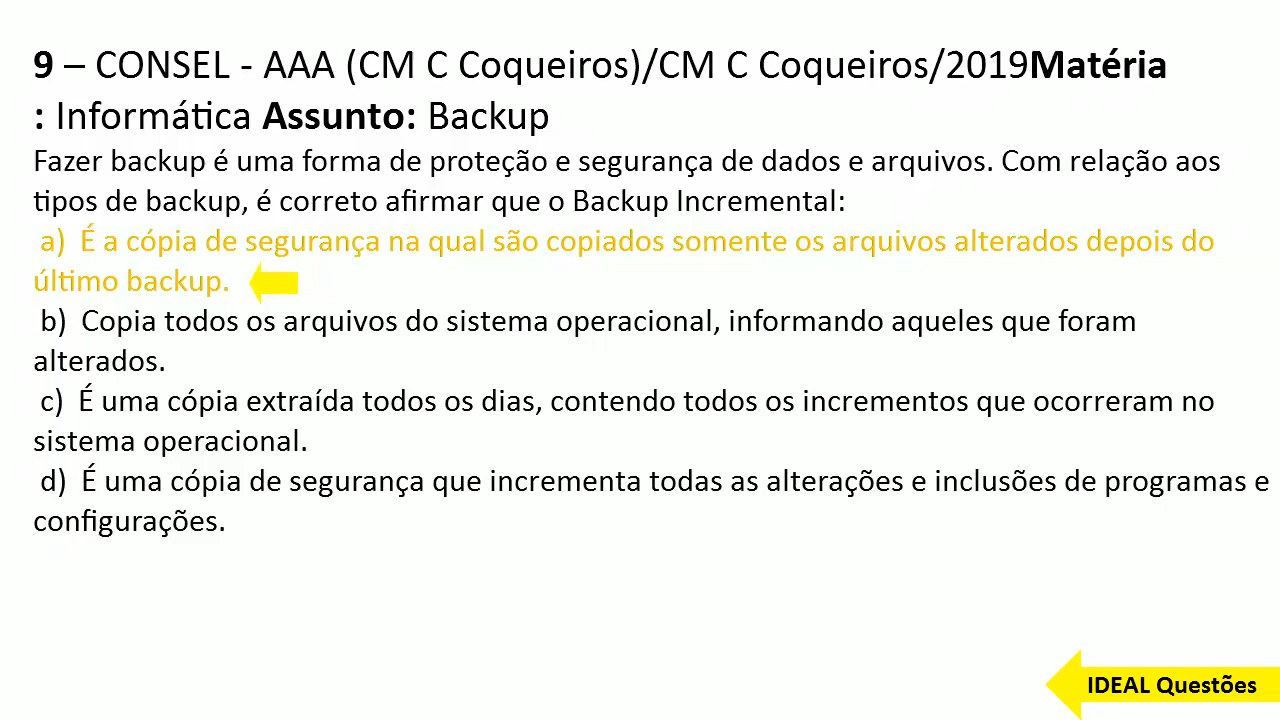 9 – CONSEL - AAA (CM C Coqueiros)/CM C Coqueiros/2019Matéria
: Informática Assunto: Backup
Fazer backup é uma forma de proteção e segurança de dados e arquivos. Com relação aos
tipos de backup, é correto afirmar que o Backup Incremental:
a) É a cópia de segurança na qual são copiados somente os arquivos alterados depois do
último backup.
b) Copia todos os arquivos do sistema operacional, informando aqueles que foram
alterados.
c) É uma cópia extraída todos os dias, contendo todos os incrementos que ocorreram no
sistema operacional.
d) É uma cópia de segurança que incrementa todas as alterações e inclusões de programas e
configurações.
IDEAL Questões